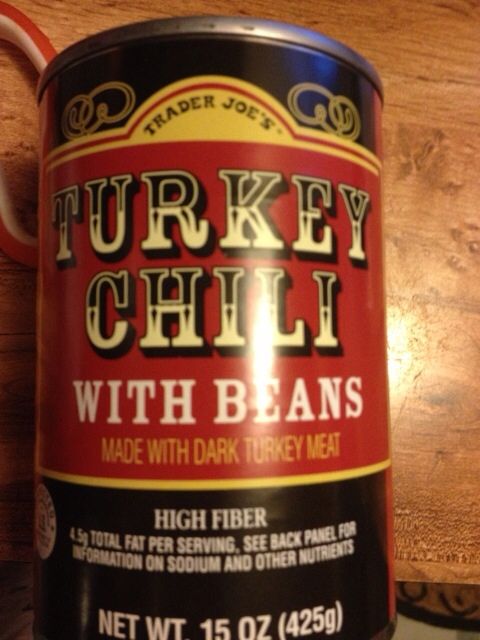 TRADER JOE'S
TURKEY
CHILI
WITH BEANS
MADE WITH DARK TURKEY MEAT
HIGH FIBER
4.5g TOTAL FAT PER SERVING, SEE BACK PANEL FOR
INFORMATION ON SODIUM AND OTHER NUTRIENTS
NET WT. 15 OZ (425g)